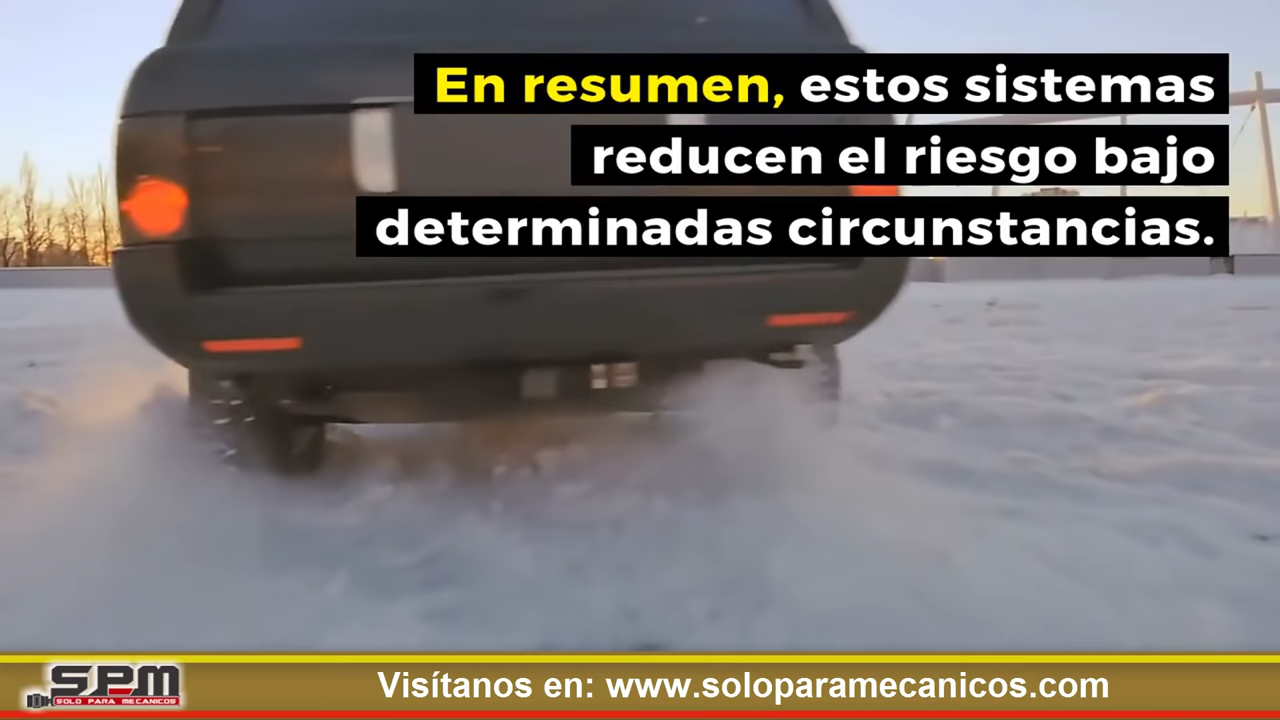 En resumen, estos sistemas
reducen el riesgo bajo
determinadas circunstancias.
SPM
SOLO PARA MECANICOS
Visítanos en: www.soloparamecanicos.com